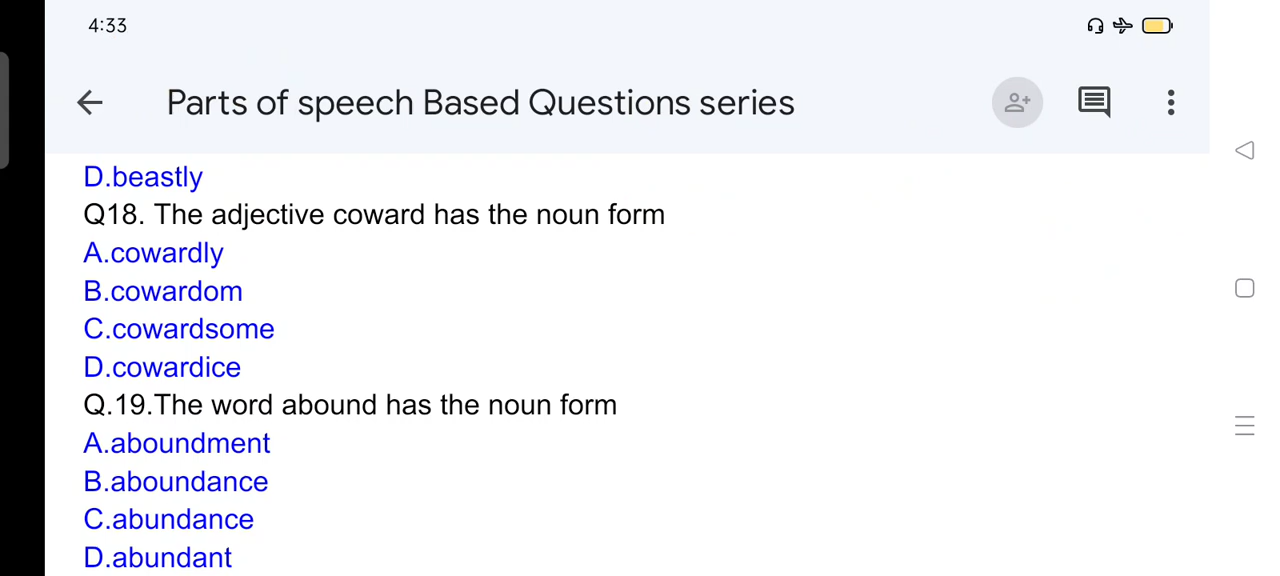 4:33
Parts of speech Based Questions series
D.beastly
Q18. The adjective coward has the noun form
A.cowardly
B.cowardom
C.cowardsome
D.cowardice
Q.19.The word abound has the noun form
A.aboundment
B.aboundance
C.abundance
D.abundant